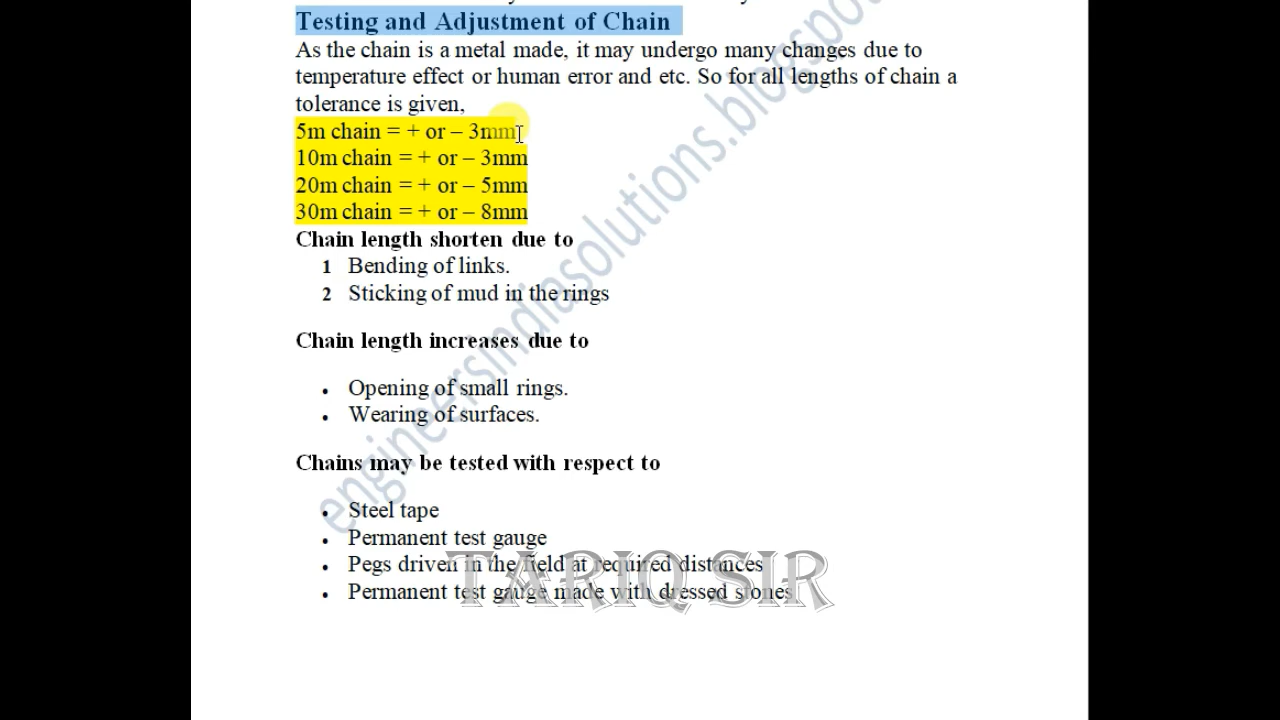 Testing and Adjustment of Chain
As the chain is a metal made, it may undergo many changes due to
temperature effect or human error and etc. So for all lengths of chain a
tolerance is given,
5m chain = + or – 3mm
10m chain = + or – 3mm
20m chain = + or – 5mm
30m chain = + or – 8mm
Chain length shorten due to
1 Bending of links.
2 Sticking of mud in the rings
Chain length increases due to
• Opening of small rings.
• Wearing of surfaces.
Chains may be tested with respect to
• Steel tape
• Permanent test gauge
• Pegs driven in the field at required distances
• Permanent test gauge made with dressed stones
TARIQ SIR
engineersindiasolutions.blogspot